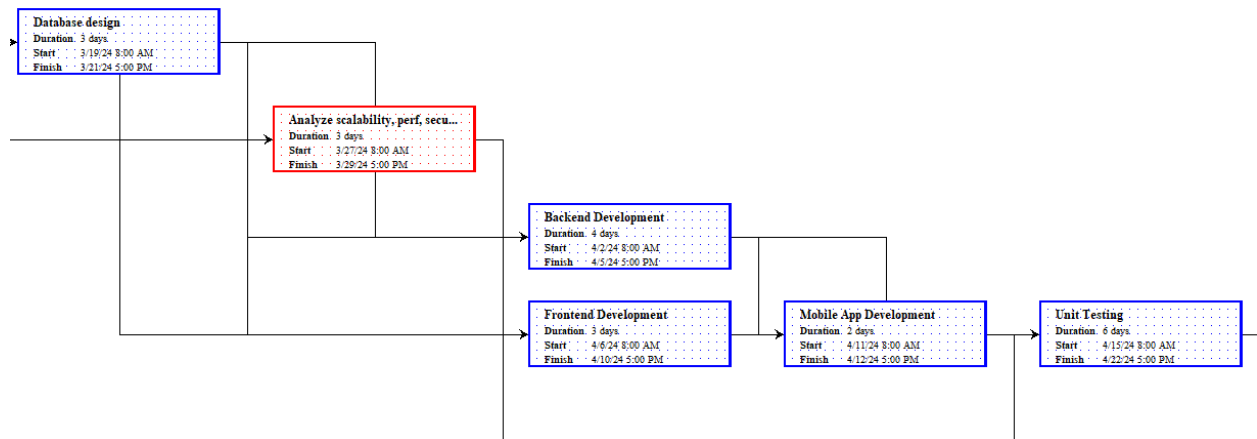 Database design
Duration. 3 days.
Start 3/19/24 8:00 AM
Finish 3/21/24 5:00 PM
Analyze scalability, perf, secu...
Duration. 3 days.
Start 3/27/24 8:00 AM
Finish 3/29/24 5:00 PM
Backend Development
Duration. 4 days.
Start 4/2/24 8:00 AM
Finish 4/5/24 5:00 PM
Frontend Development
Duration. 3 days.
Start 4/6/24 8:00 AM
Finish 4/10/24 5:00 PM
Mobile App Development
Duration. 2 days.
Start 4/11/24 8:00 AM
Finish 4/12/24 5:00 PM
Unit Testing
Duration. 6 days.
Start 4/15/24 8:00 AM
Finish 4/22/24 5:00 PM